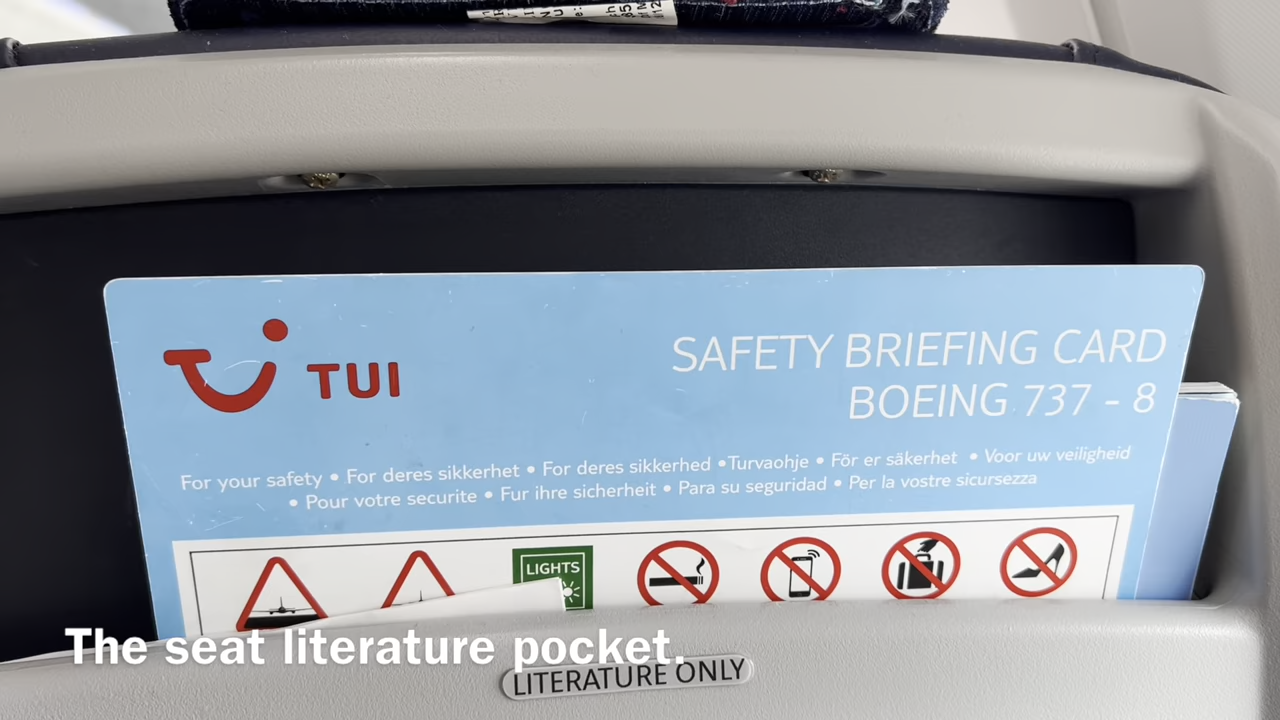 TUI
SAFETY BRIEFING CARD
BOEING 737 - 8
For your safety • For deres sikkerhet • For deres sikkerhed •Turvaohje • För er säkerhet • Voor uw veiligheid
• Pour votre securite • Fur ihre sicherheit • Para su seguridad • Per la vostre sicursezza
LIGHTS
The seat literature pocket.
LITERATURE ONLY